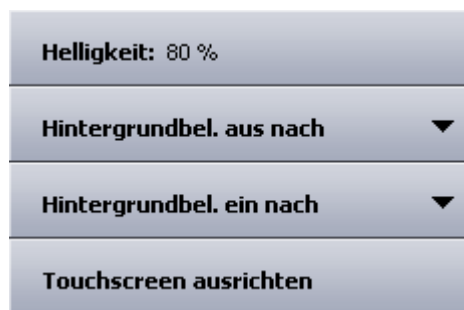 Helligkeit: 80 %
Hintergrundbel. aus nach
Hintergrundbel. ein nach
Touchscreen ausrichten